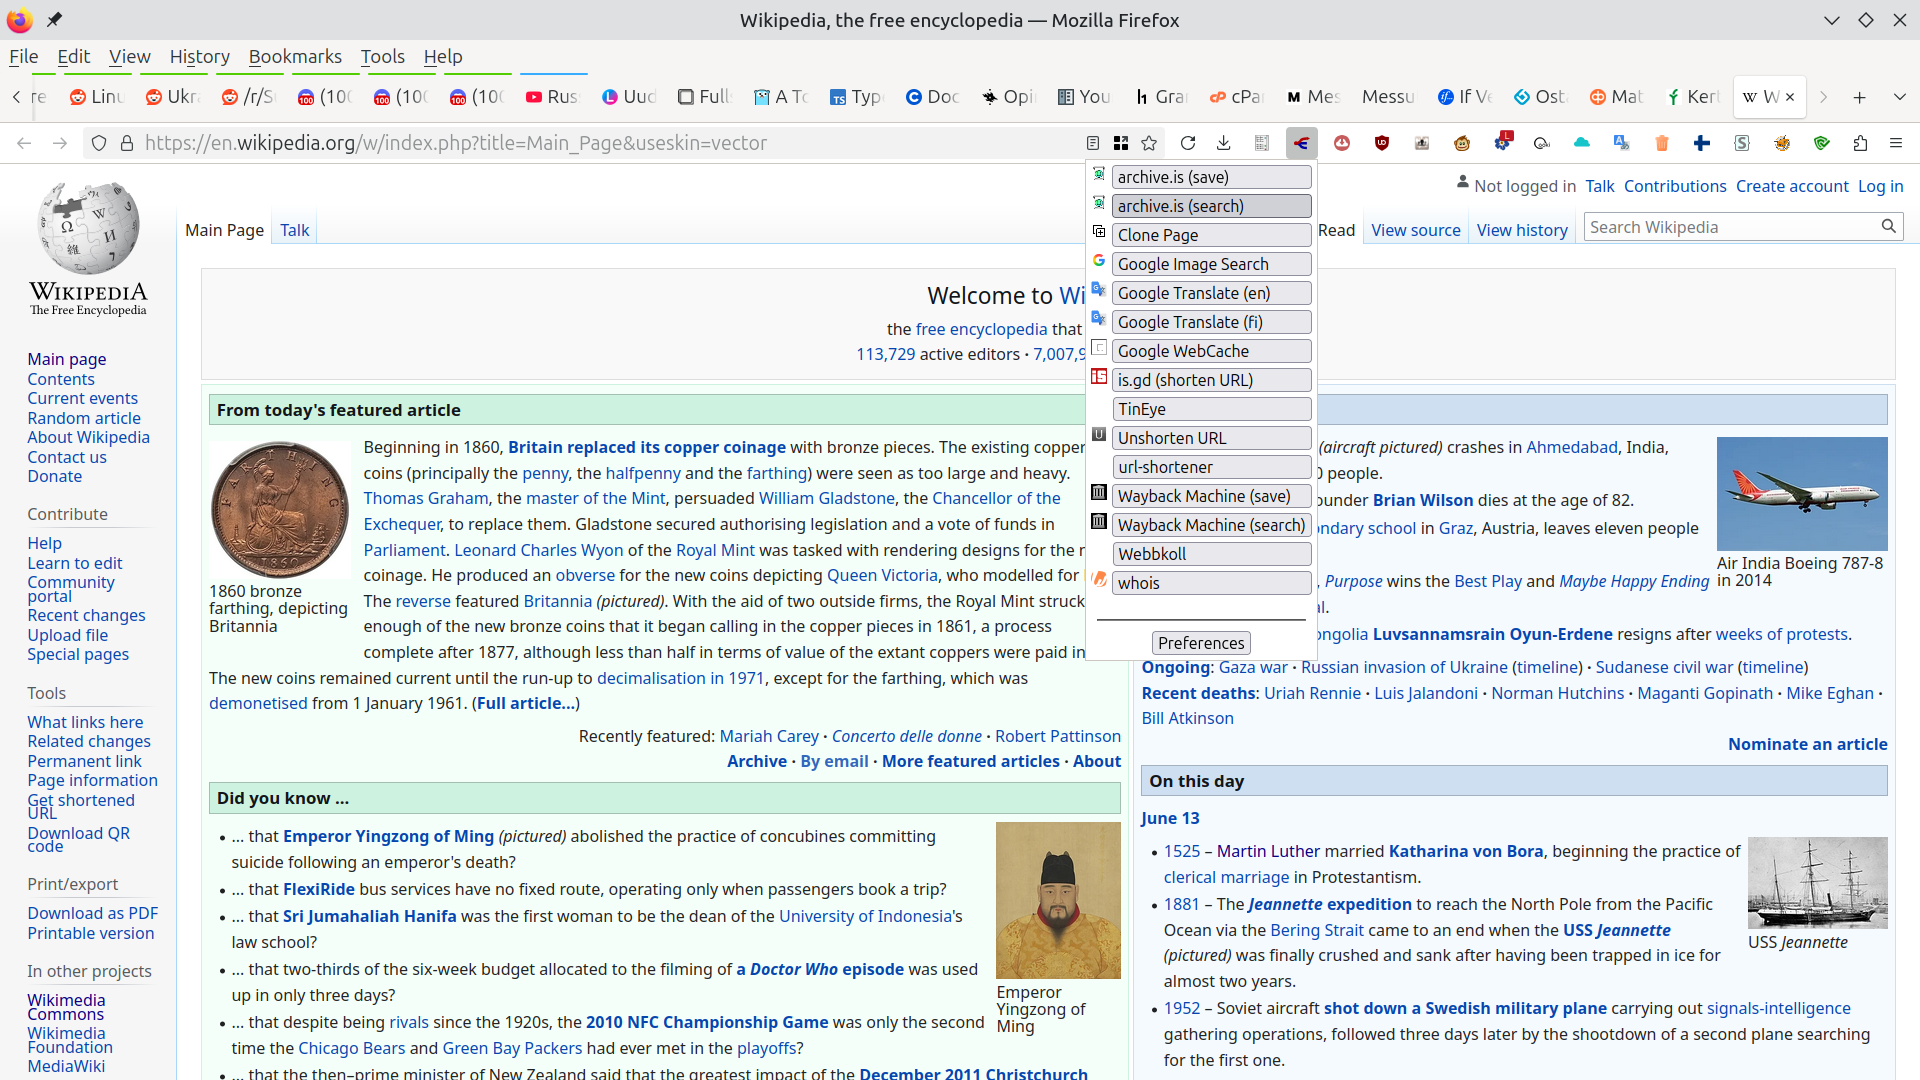 Wikipedia, the free encyclopedia — Mozilla Firefox
File Edit View History Bookmarks Tools Help
re Linu Ukra /r/S (100 (100 (100 Rus Uud Full A To Type Doc Opi You Gra cPa Mes Messu If Ve Ost Mat Kert W
https://en.wikipedia.org/w/index.php?title=Main_Page&useskin=vector
archive.is (save)
archive.is (search)
Clone Page
Google Image Search
Google Translate (en)
Google Translate (fi)
Google WebCache
is.gd (shorten URL)
TinEye
Unshorten URL
url-shortener
Wayback Machine (save)
Wayback Machine (search)
Webbkoll
whois
Preferences
Not logged in Talk Contributions Create account Log in
Main Page Talk
Read View source View history Search Wikipedia
WIKIPEDIA
The Free Encyclopedia
Main page
Contents
Current events
Random article
About Wikipedia
Contact us
Donate
Contribute
Help
Learn to edit
Community
portal
Recent changes
Upload file
Special pages
Tools
What links here
Related changes
Permanent link
Page information
Get shortened
URL
Download QR
code
Print/export
Download as PDF
Printable version
In other projects
Wikimedia
Commons
Wikimedia
Foundation
MediaWiki
Welcome to Wi
the free encyclopedia that
113,729 active editors · 7,007,9
From today's featured article
Beginning in 1860, Britain replaced its copper coinage with bronze pieces. The existing copper
coins (principally the penny, the halfpenny and the farthing) were seen as too large and heavy.
Thomas Graham, the master of the Mint, persuaded William Gladstone, the Chancellor of the
Exchequer, to replace them. Gladstone secured authorising legislation and a vote of funds in
Parliament. Leonard Charles Wyon of the Royal Mint was tasked with rendering designs for the
coinage. He produced an obverse for the new coins depicting Queen Victoria, who modelled for
The reverse featured Britannia (pictured). With the aid of two outside firms, the Royal Mint struck
enough of the new bronze coins that it began calling in the copper pieces in 1861, a process
complete after 1877, although less than half in terms of value of the extant coppers were paid in
The new coins remained current until the run-up to decimalisation in 1971, except for the farthing, which was
demonetised from 1 January 1961. (Full article...)
FARTHING
1860
1860 bronze
farthing, depicting
Britannia
Recently featured: Mariah Carey · Concerto delle donne · Robert Pattinson
Archive · By email · More featured articles · About
Did you know ...
... that Emperor Yingzong of Ming (pictured) abolished the practice of concubines committing
suicide following an emperor's death?
... that FlexiRide bus services have no fixed route, operating only when passengers book a trip?
... that Sri Jumahaliah Hanifa was the first woman to be the dean of the University of Indonesia's
law school?
... that two-thirds of the six-week budget allocated to the filming of a Doctor Who episode was used
up in only three days?
... that despite being rivals since the 1920s, the 2010 NFC Championship Game was only the second
time the Chicago Bears and Green Bay Packers had ever met in the playoffs?
... that the then–prime minister of New Zealand said that the greatest impact of the December 2011 Christchurch
Emperor
Yingzong of
Ming
(aircraft pictured) crashes in Ahmedabad, India,
0 people.
ounder Brian Wilson dies at the age of 82.
ondary school in Graz, Austria, leaves eleven people
, Purpose wins the Best Play and Maybe Happy Ending
al.
ongolia Luvsannamsrain Oyun-Erdene resigns after weeks of protests.
Air India Boeing 787-8
in 2014
Ongoing: Gaza war · Russian invasion of Ukraine (timeline) · Sudanese civil war (timeline)
Recent deaths: Uriah Rennie · Luis Jalandoni · Norman Hutchins · Maganti Gopinath · Mike Eghan ·
Bill Atkinson
Nominate an article
On this day
June 13
1525 – Martin Luther married Katharina von Bora, beginning the practice of
clerical marriage in Protestantism.
1881 – The Jeannette expedition to reach the North Pole from the Pacific
Ocean via the Bering Strait came to an end when the USS Jeannette
(pictured) was finally crushed and sank after having been trapped in ice for
almost two years.
1952 – Soviet aircraft shot down a Swedish military plane carrying out signals-intelligence
gathering operations, followed three days later by the shootdown of a second plane searching
for the first one.
USS Jeannette